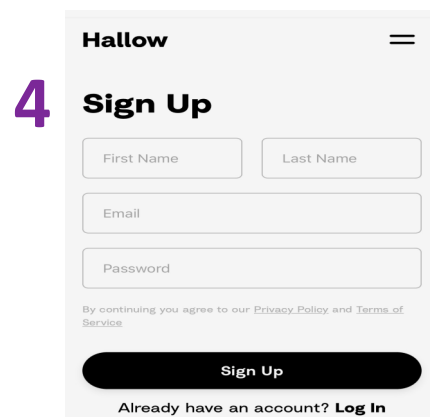 Hallow
4
Sign Up
First Name Last Name
Email
Password
By continuing you agree to our Privacy Policy and Terms of
Service
Sign Up
Already have an account? Log In